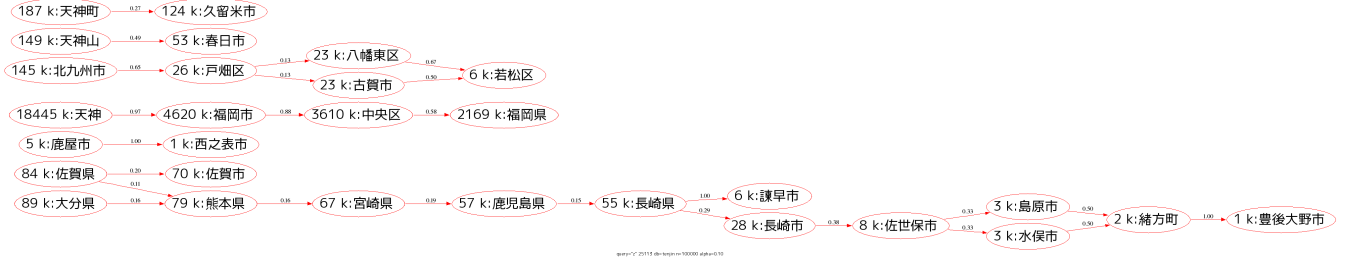 187 k:天神町 0.27 124 k:久留米市
149 k:天神山 0.49 53 k:春日市
23 k:八幡東区
145 k:北九州市 0.65 26 k:戸畑区 0.13 0.67 6 k:若松区
0.13 23 k:古賀市 0.50
18445 k:天神 0.97 4620 k:福岡市 0.88 3610 k:中央区 0.58 2169 k:福岡県
5 k:鹿屋市 1.00 1 k:西之表市
84 k:佐賀県 0.20 70 k:佐賀市
0.11
89 k:大分県 0.16 79 k:熊本県 0.16 67 k:宮崎県 0.19 57 k:鹿児島県 0.15 55 k:長崎県 1.00 6 k:諫早市
0.29 28 k:長崎市 0.38 8 k:佐世保市 0.33 3 k:島原市 0.50
0.33 3 k:水俣市 0.50 2 k:緒方町 1.00 1 k:豊後大野市